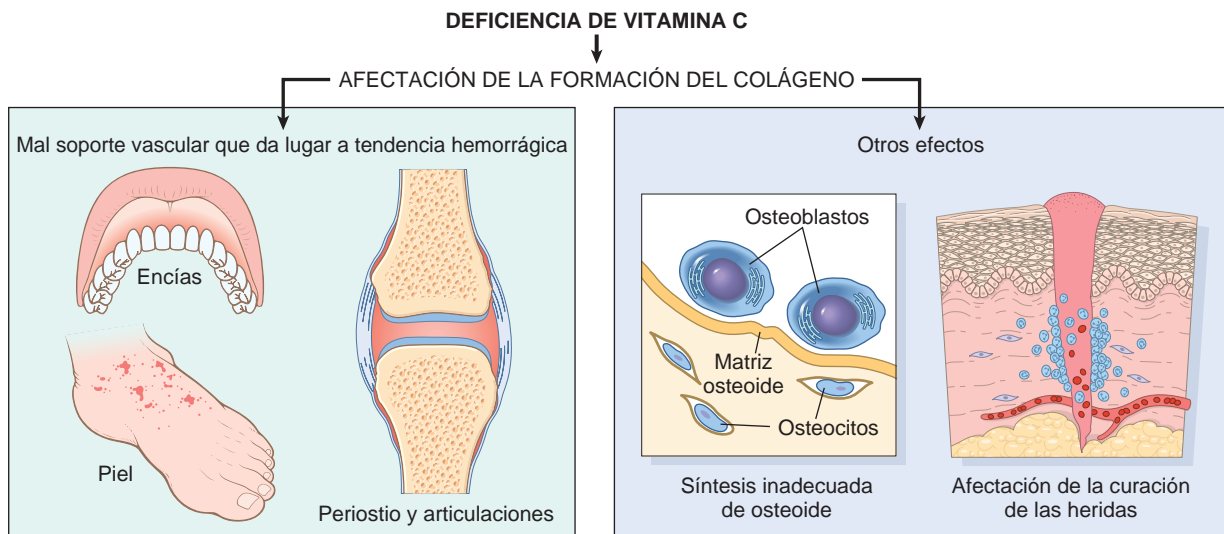 DEFICIENCIA DE VITAMINA C
AFECTACIÓN DE LA FORMACIÓN DEL COLÁGENO
Mal soporte vascular que da lugar a tendencia hemorrágica
Encías
Piel
Periostio y articulaciones
Otros efectos
Osteoblastos
Matriz
osteoide
Osteocitos
Síntesis inadecuada
de osteoide
Afectación de la curación
de las heridas